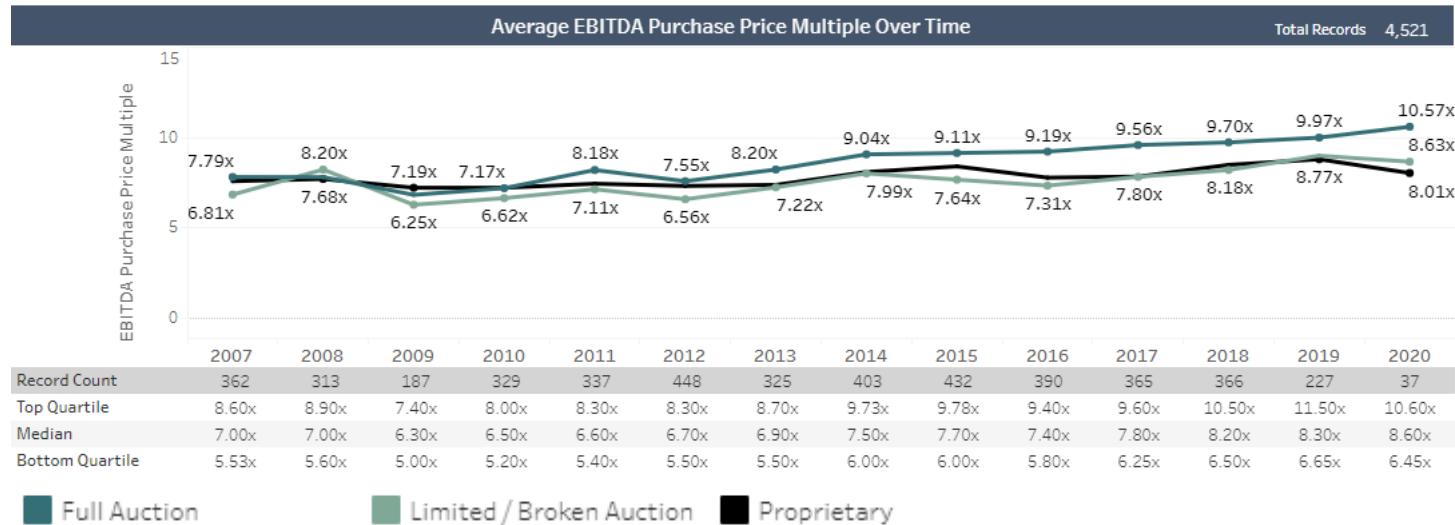 Average EBITDA Purchase Price Multiple Over Time Total Records 4,521
EBITDA Purchase Price Multiple
15
10
5
0
7.79x 8.20x 7.19x 7.17x 8.18x 7.55x 8.20x 9.04x 9.11x 9.19x 9.56x 9.70x 9.97x 10.57x
8.63x
6.81x 7.68x 6.25x 6.62x 7.11x 6.56x 7.22x 7.99x 7.64x 7.31x 7.80x 8.18x 8.77x 8.01x
2007 2008 2009 2010 2011 2012 2013 2014 2015 2016 2017 2018 2019 2020
Record Count 362 313 187 329 337 448 325 403 432 390 365 366 227 37
Top Quartile 8.60x 8.90x 7.40x 8.00x 8.30x 8.30x 8.70x 9.73x 9.78x 9.40x 9.60x 10.50x 11.50x 10.60x
Median 7.00x 7.00x 6.30x 6.50x 6.60x 6.70x 6.90x 7.50x 7.70x 7.40x 7.80x 8.20x 8.30x 8.60x
Bottom Quartile 5.53x 5.60x 5.00x 5.20x 5.40x 5.50x 5.50x 6.00x 6.00x 5.80x 6.25x 6.50x 6.65x 6.45x
Full Auction Limited / Broken Auction Proprietary